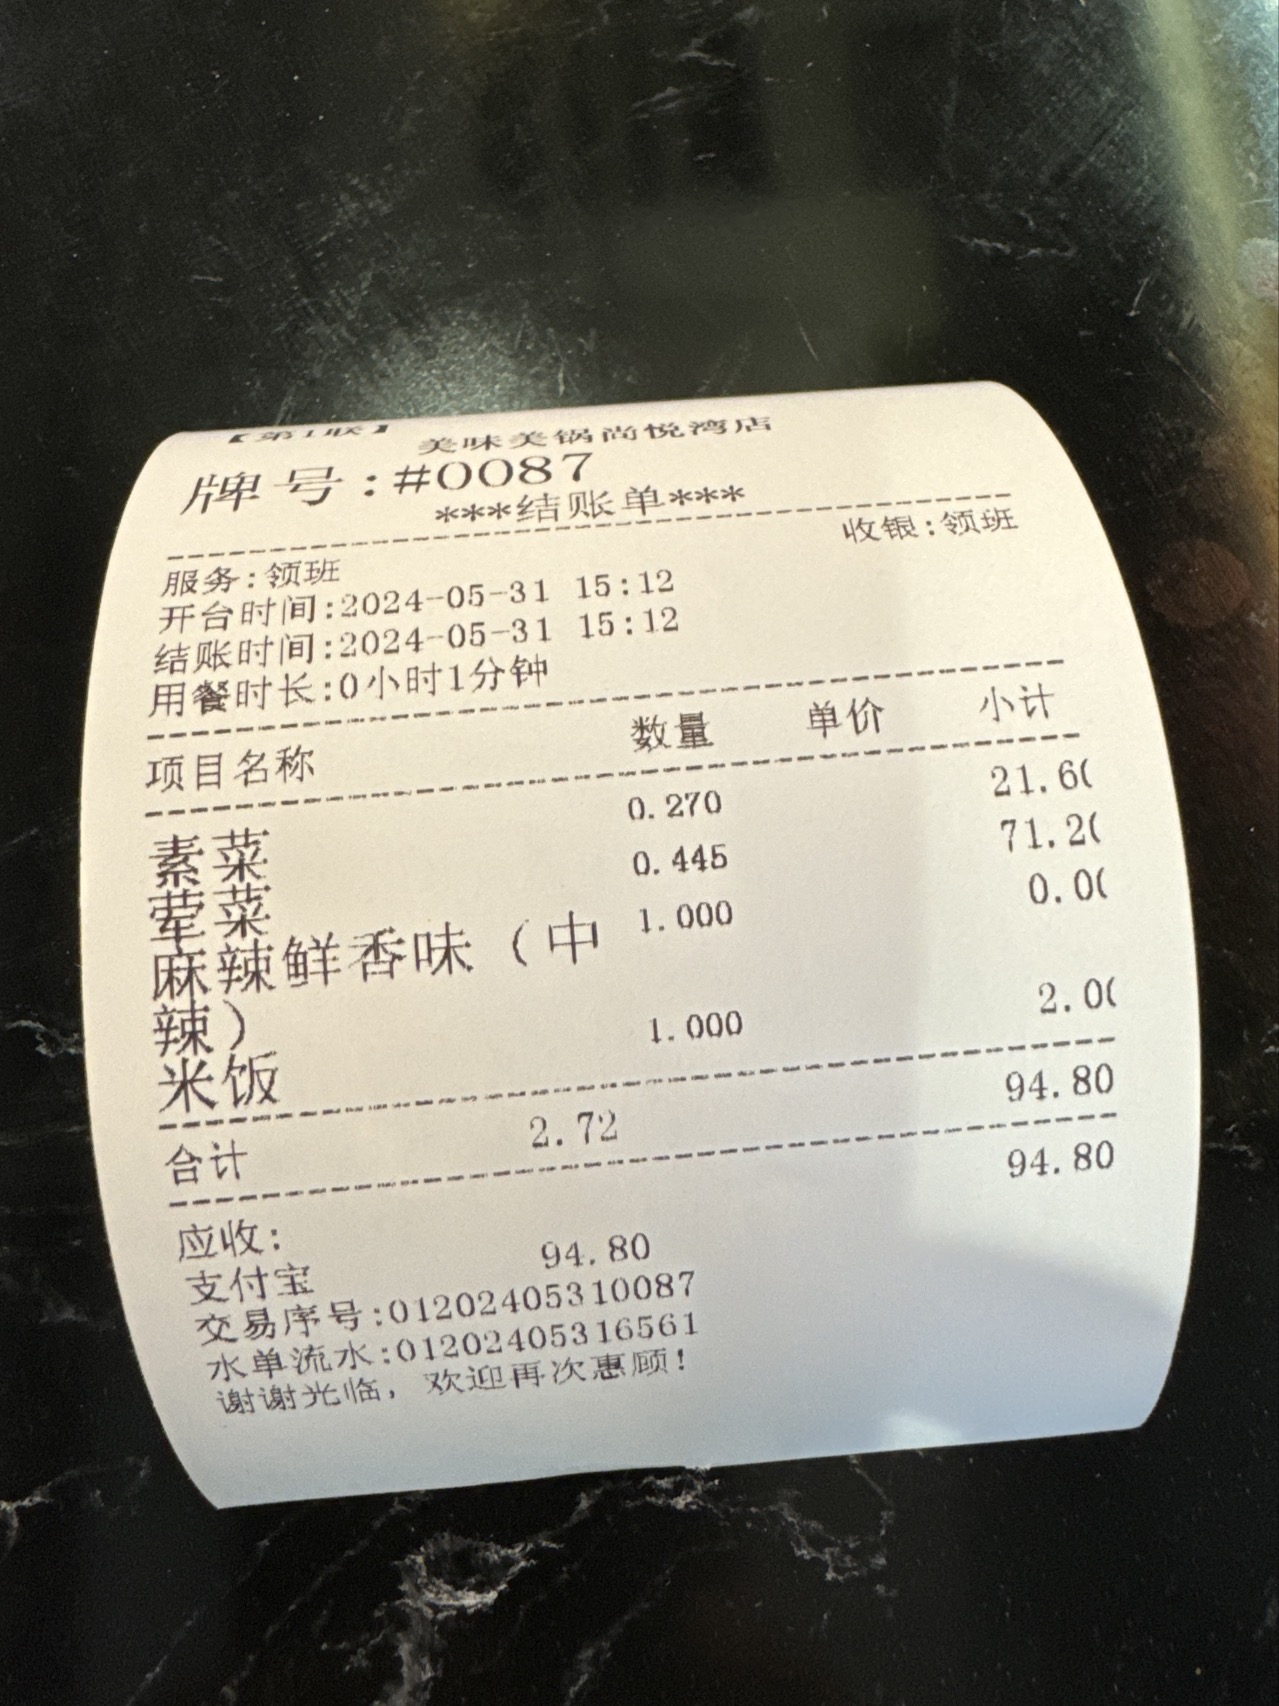 【第1联】
美味美锅尚悦湾店
牌号:#0087
***结账单***
服务:领班 收银:领班
开台时间:2024-05-31 15:12
结账时间:2024-05-31 15:12
用餐时长:0小时1分钟
项目名称 数量 单价 小计
素菜 0.270 21.6(
荤菜 0.445 71.2(
麻辣鲜香味（中 1.000 0.0(
辣）
米饭 1.000 2.0(
合计 2.72 94.80
应收: 94.80
支付宝 94.80
交易序号:01202405310087
水单流水:01202405316561
谢谢光临，欢迎再次惠顾！